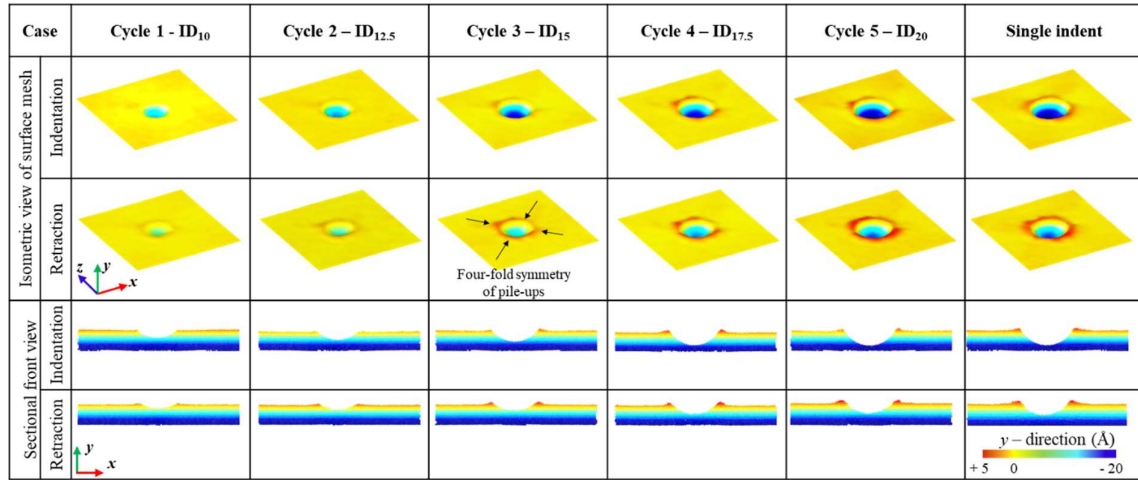 Case
Cycle 1 - ID10
Cycle 2 – ID12.5
Cycle 3 – ID15
Cycle 4 – ID17.5
Cycle 5 – ID20
Single indent
Isometric view of surface mesh
Indentation
Retraction
z
y
x
Four-fold symmetry
of pile-ups
Sectional front view
Indentation
Retraction
y
x
y – direction (Å)
+ 5 0 - 20